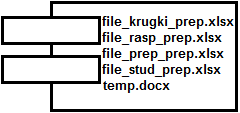 file_krugki_prep.xlsx
file_rasp_prep.xlsx
file_prep_prep.xlsx
file_stud_prep.xlsx
temp.docx